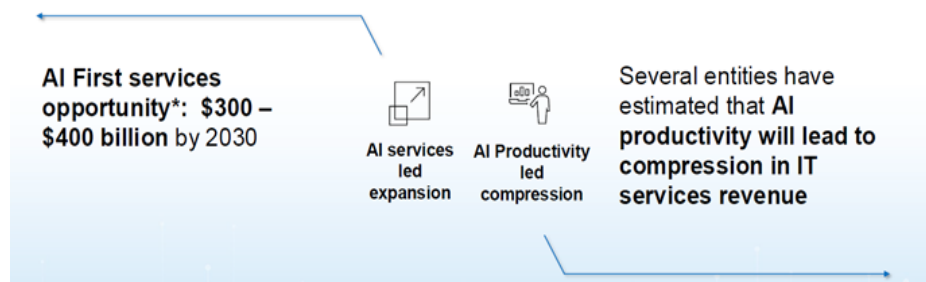 AI First services
opportunity*: $300 –
$400 billion by 2030
AI services
led
expansion
AI Productivity
led
compression
Several entities have
estimated that AI
productivity will lead to
compression in IT
services revenue